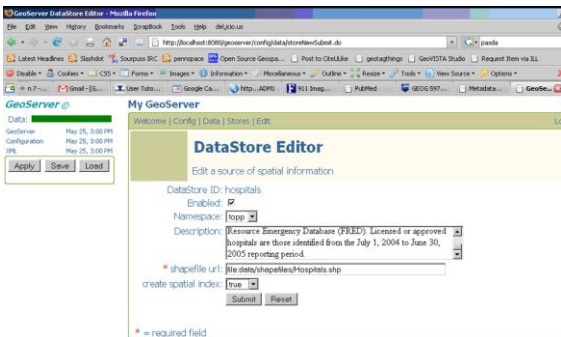 GeoServer DataStore Editor - Mozilla Firefox
File Edit View History Bookmarks ScrapBook Tools Help del.icio.us
http://localhost:8080/geoserver/config/data/storeNewSubmit.do
Latest Headlines Slashdot Sourpuss IRC pennspace Open Source Geospa... Post to CiteULike geotagthings GeoVISTA Studio Request Item via ILL
Disable Cookies CSS Forms Images Information Miscellaneous Outline Resize Tools View Source Options
Gmail - User Tuto... Google Ca... http... 911 Imag... PubMed GEOG 597... Metadata... GeoSe...
GeoServer
My GeoServer
Data:
Welcome | Config | Data | Stores | Edit
GeoServer May 25, 3:00 PM
Configuration May 25, 3:00 PM
XML May 25, 3:00 PM
Apply Save Load
DataStore Editor
Edit a source of spatial information
DataStore ID: hospitals
Enabled:
Namespace: topp
Description: Resource Emergency Database (FRED). Licensed or approved
hospitals are those identified from the July 1, 2004 to June 30,
2005 reporting period.
* shapefile url: file:data/shapefiles/Hospitals.shp
create spatial index: true
Submit Reset
* = required field